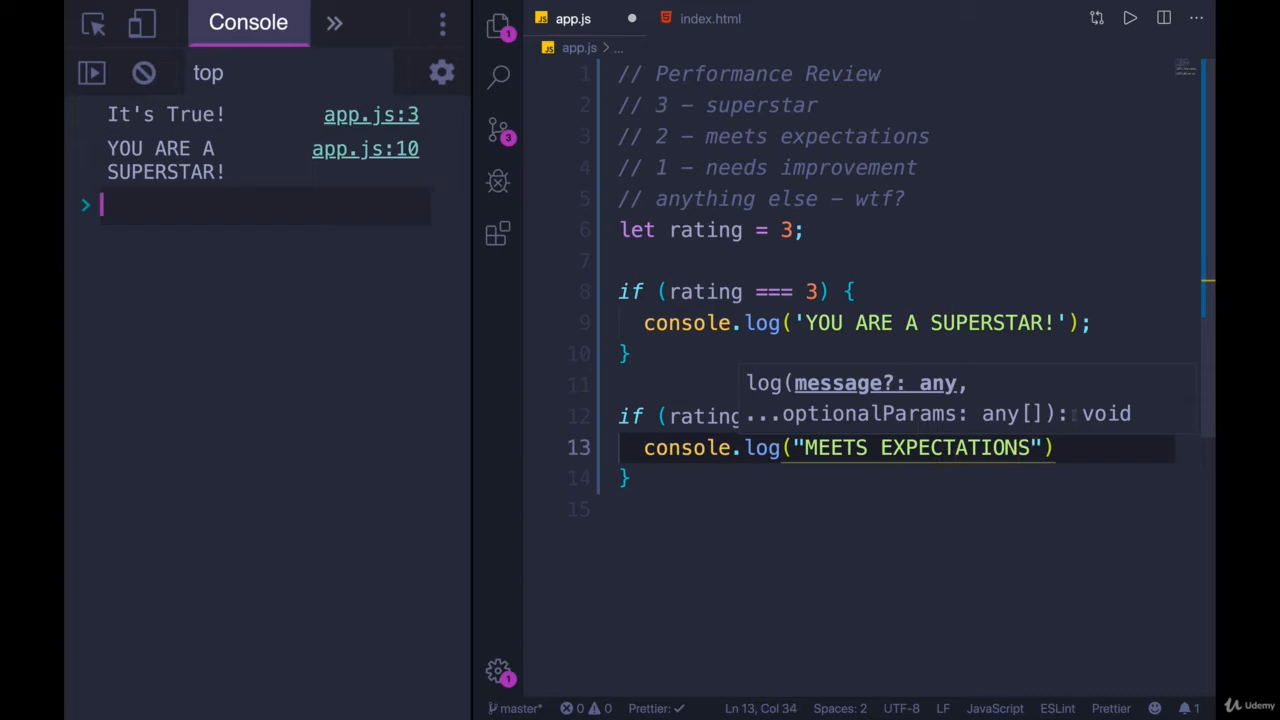 Console
top
It's True! app.js:3
YOU ARE A app.js:10
SUPERSTAR!
>
1
3
1
app.js
index.html
app.js > ...
1 // Performance Review
2 // 3 – superstar
3 // 2 – meets expectations
4 // 1 – needs improvement
5 // anything else – wtf?
6 let rating = 3;
7
8 if (rating === 3) {
9 console.log('YOU ARE A SUPERSTAR!');
10 }
11
log(message?: any,
...optionalParams: any[]): void
12 if (rating
13 console.log("MEETS EXPECTATIONS")
14 }
15
master* 0 0 Prettier: ✓ Ln 13, Col 34 Spaces: 2 UTF-8 LF JavaScript ESLint Prettier 1
Udemy